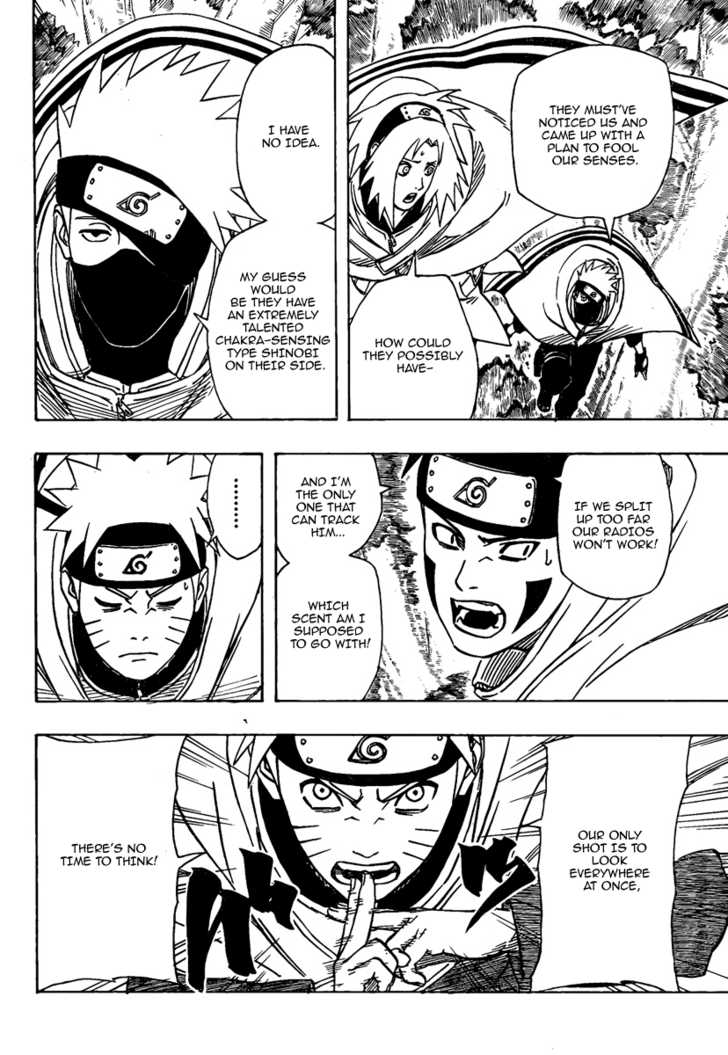 THEY MUST'VE
NOTICED US AND
CAME UP WITH A
PLAN TO FOOL
OUR SENSES.
HOW COULD
THEY POSSIBLY
HAVE-
I HAVE
NO IDEA.
MY GUESS
WOULD
BE THEY HAVE
AN EXTREMELY
TALENTED
CHAKRA-SENSING
TYPE SHINOBI
ON THEIR SIDE.
IF WE SPLIT
UP TOO FAR
OUR RADIOS
WON'T WORK!
AND I'M
THE ONLY
ONE THAT
CAN TRACK
HIM...
WHICH
SCENT AM I
SUPPOSED
TO GO WITH!
.........
OUR ONLY
SHOT IS TO
LOOK
EVERYWHERE
AT ONCE,
THERE'S NO
TIME TO THINK!
バッ